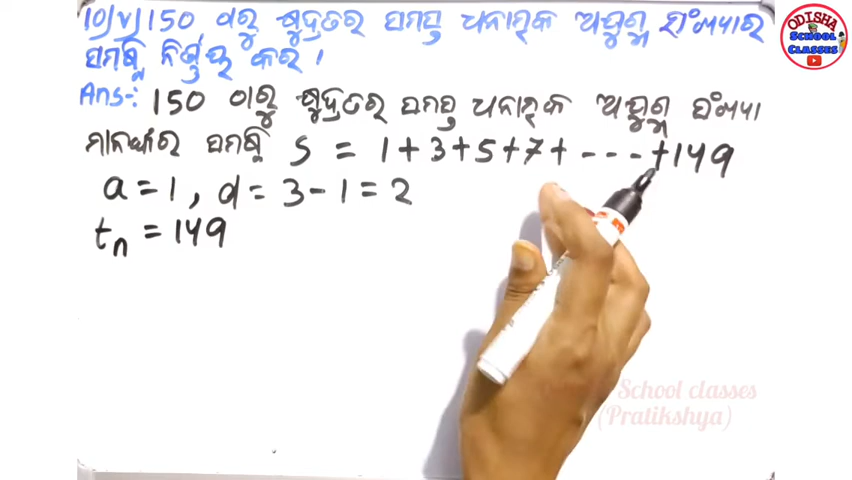 10/v/150 ଠାରୁ କ୍ଷୁଦ୍ରତର ସମସ୍ତ ଧନାତ୍ମକ ଅଯୁଗ୍ମ ସଂଖ୍ୟାର
ସମଷ୍ଟି ନିର୍ଣ୍ଣୟ କର ।
Ans:- 150 ଠାରୁ କ୍ଷୁଦ୍ରତର ସମସ୍ତ ଧନାତ୍ମକ ଅଯୁଗ୍ମ ସଂଖ୍ୟା
ମାନଙ୍କର ସମଷ୍ଟି S = 1+3+5+7+ ---- +149
a = 1, d = 3-1 = 2
tn = 149
ODISHA
School
CLASSES
School classes
(Pratikshya)